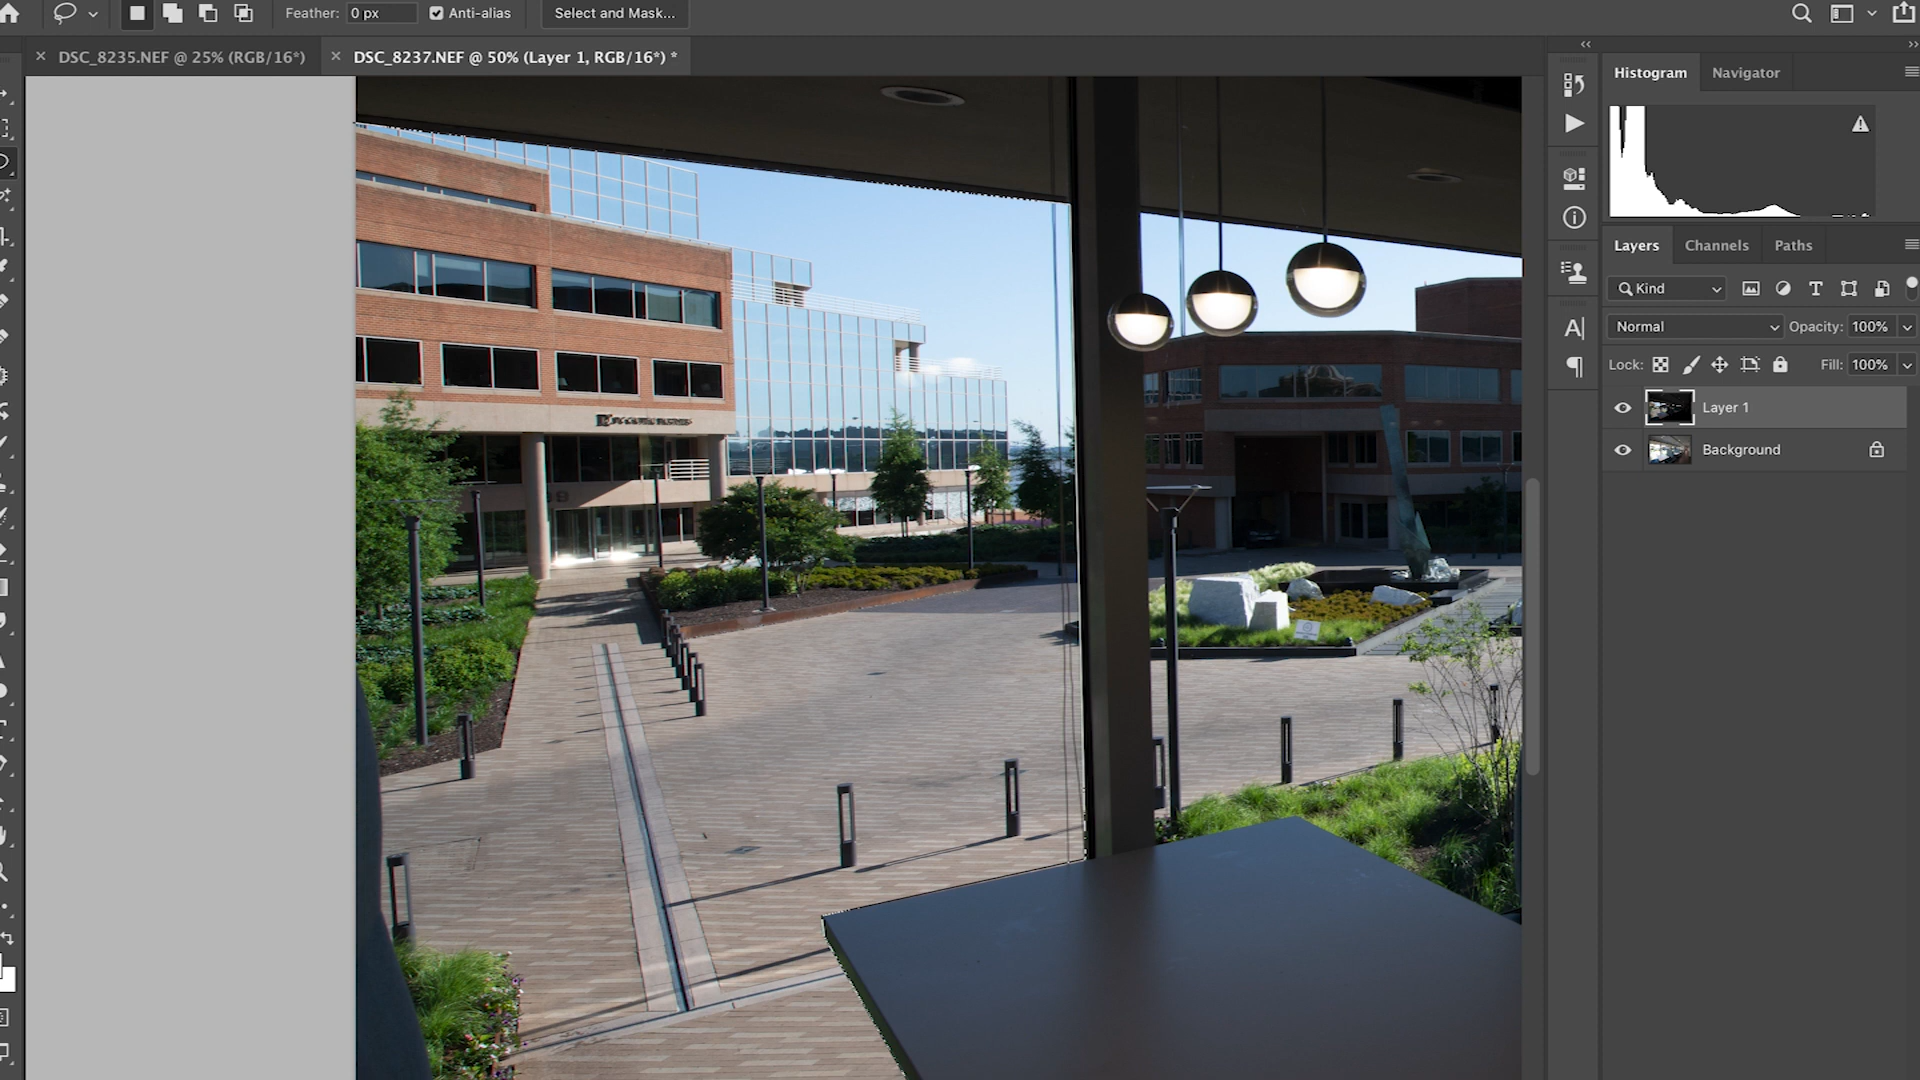 Feather: 0 px Anti-alias Select and Mask...
DSC_8235.NEF @ 25% (RGB/16*) DSC_8237.NEF @ 50% (Layer 1, RGB/16*) *
Histogram Navigator
Layers Channels Paths
Kind
Normal Opacity: 100%
Lock: Fill: 100%
Layer 1
Background